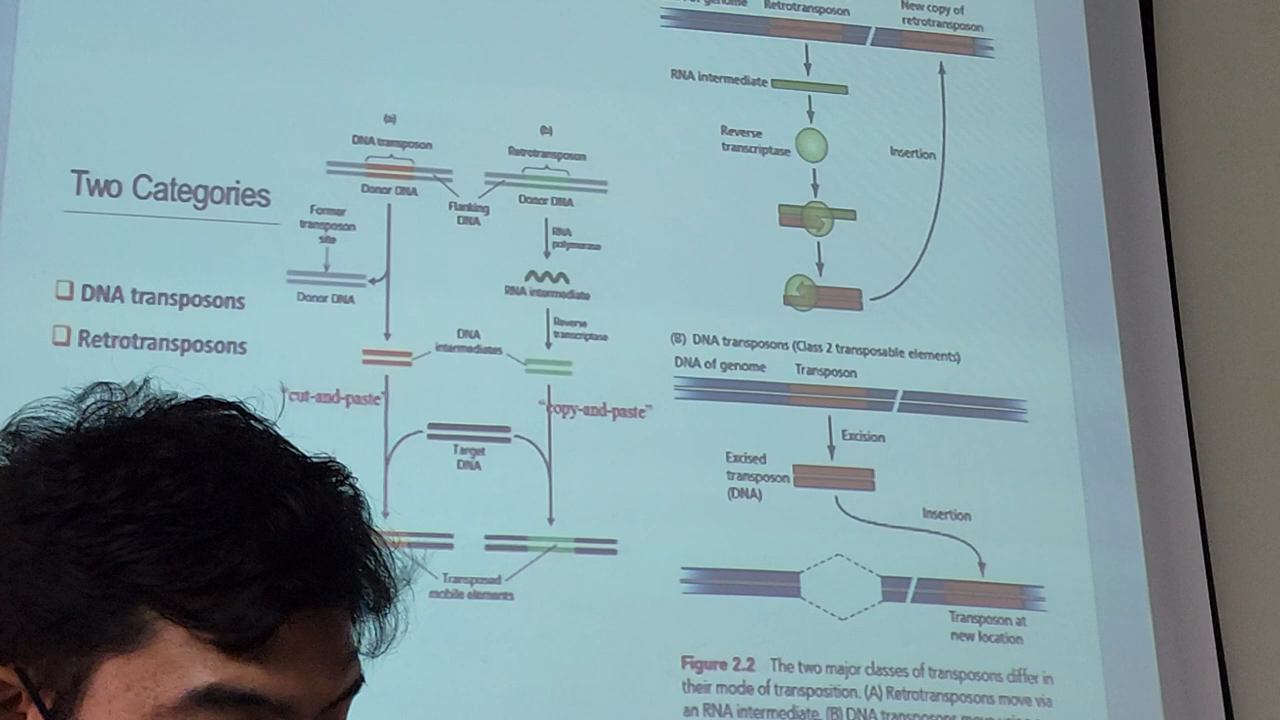 Two Categories
DNA transposons
Retrotransposons
(a)
DNA transposon
Donor DNA
Former
transposon
site
Donor DNA
Flanking
DNA
(b)
Retrotransposon
Donor DNA
RNA
polymerase
RNA intermediate
Reverse
transcriptase
DNA
intermediates
"cut-and-paste"
"copy-and-paste"
Target
DNA
Transposed
mobile elements
genome
Retrotransposon
New copy of
retrotransposon
RNA intermediate
Reverse
transcriptase
Insertion
(B) DNA transposons (Class 2 transposable elements)
DNA of genome
Transposon
Excision
Excised
transposon
(DNA)
Insertion
Transposon at
new location
Figure 2.2 The two major classes of transposons differ in
their mode of transposition. (A) Retrotransposons move via
an RNA intermediate. (B) DNA transposons move